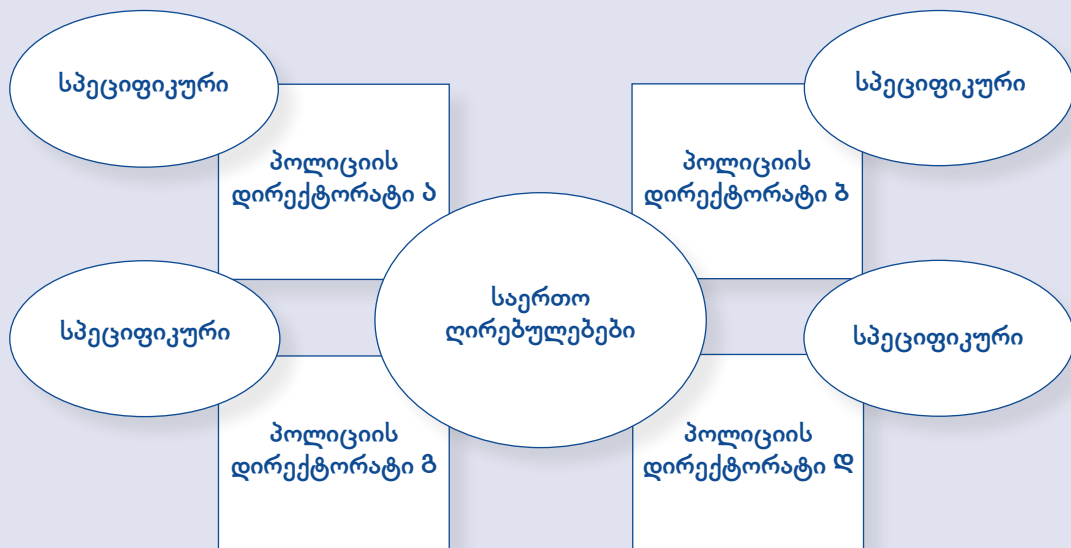 სპეციფიკური
სპეციფიკური
პოლიციის
დირექტორატი ა
პოლიციის
დირექტორატი ბ
საერთო
ღირებულებები
სპეციფიკური
სპეციფიკური
პოლიციის
დირექტორატი გ
პოლიციის
დირექტორატი დ